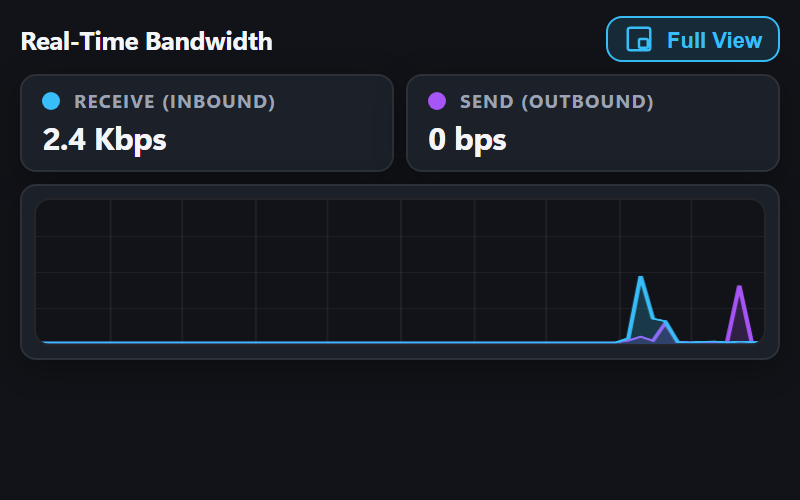 Real-Time Bandwidth
Full View
RECEIVE (INBOUND)
2.4 Kbps
SEND (OUTBOUND)
0 bps